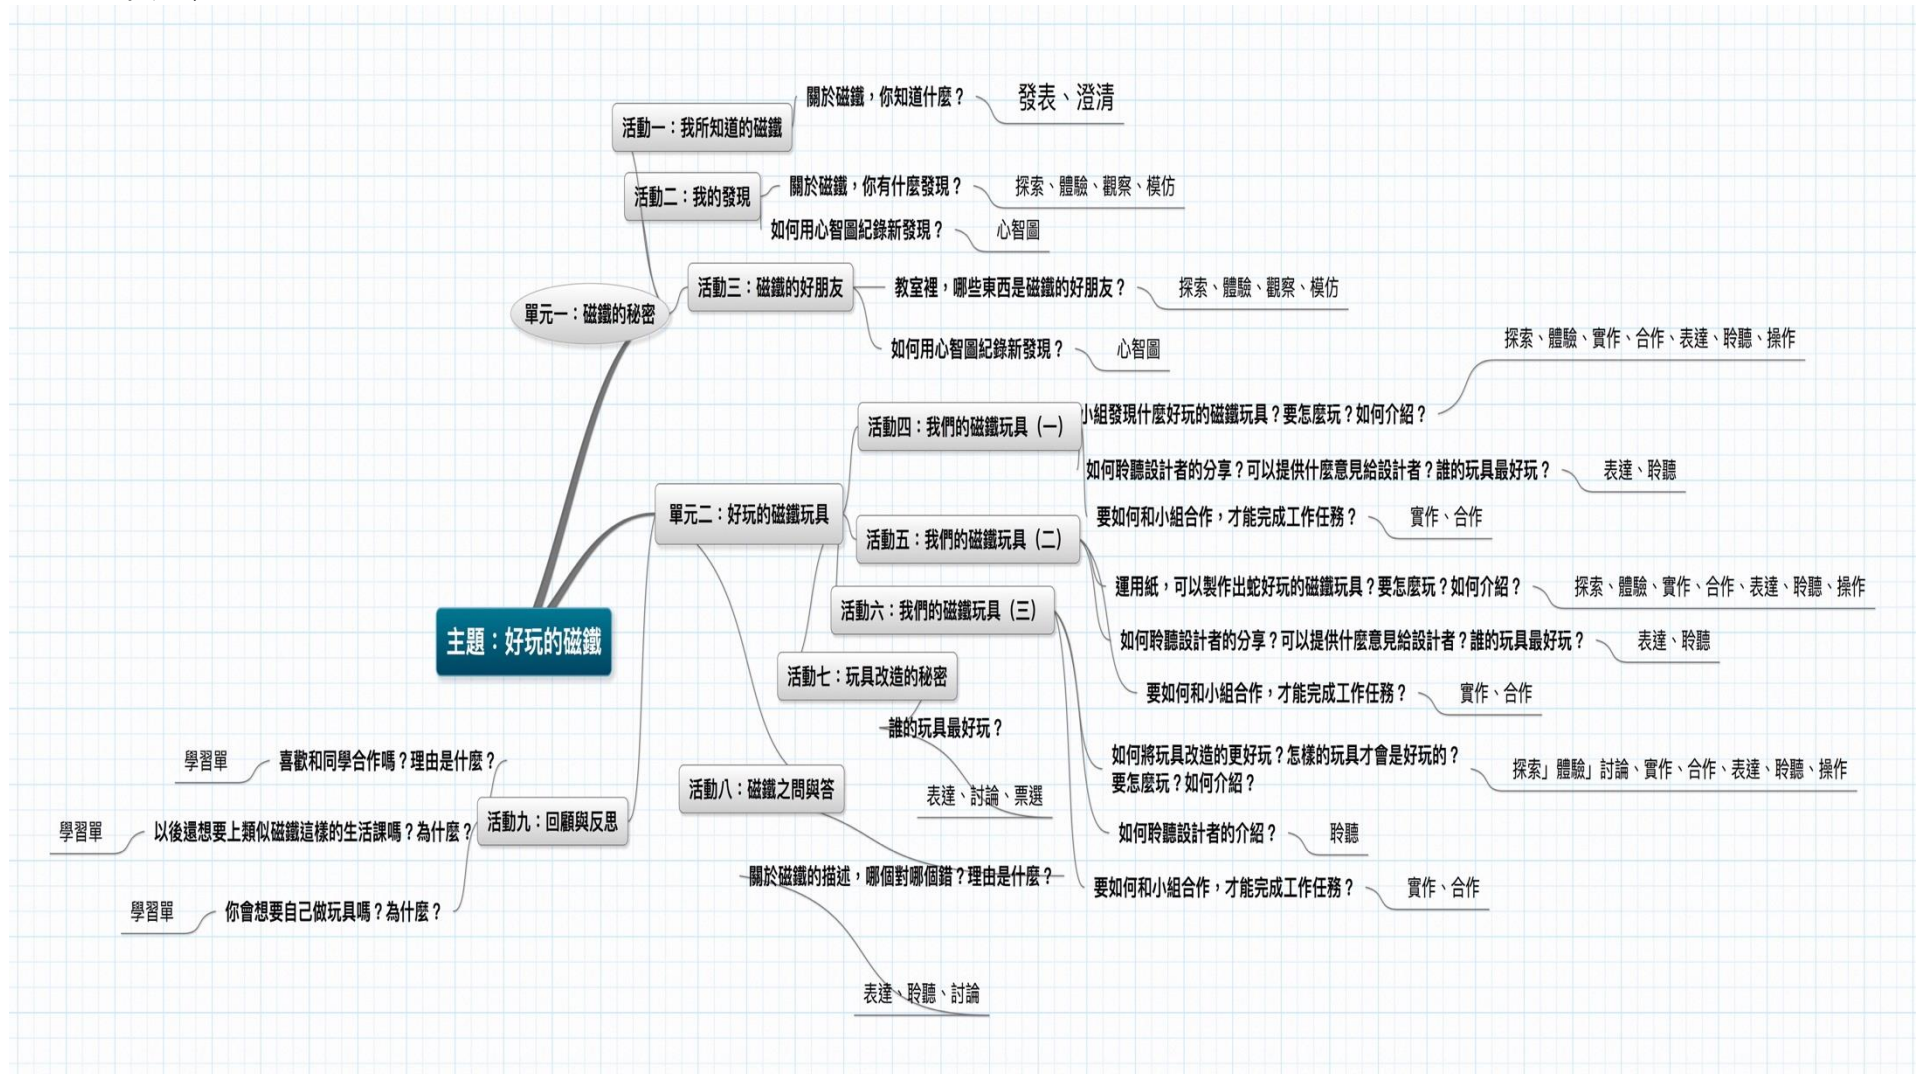 主題：好玩的磁鐵
單元一：磁鐵的秘密
活動一：我所知道的磁鐵
關於磁鐵，你知道什麼？
發表、澄清
活動二：我的發現
關於磁鐵，你有什麼發現？
探索、體驗、觀察、模仿
如何用心智圖紀錄新發現？
心智圖
活動三：磁鐵的好朋友
教室裡，哪些東西是磁鐵的好朋友？
探索、體驗、觀察、模仿
如何用心智圖紀錄新發現？
心智圖
單元二：好玩的磁鐵玩具
活動四：我們的磁鐵玩具（一）
小組發現什麼好玩的磁鐵玩具？要怎麼玩？如何介紹？
探索、體驗、實作、合作、表達、聆聽、操作
如何聆聽設計者的分享？可以提供什麼意見給設計者？誰的玩具最好玩？
表達、聆聽
要如何和小組合作，才能完成工作任務？
實作、合作
活動五：我們的磁鐵玩具（二）
運用紙，可以製作出蛇好玩的磁鐵玩具？要怎麼玩？如何介紹？
探索、體驗、實作、合作、表達、聆聽、操作
如何聆聽設計者的分享？可以提供什麼意見給設計者？誰的玩具最好玩？
表達、聆聽
要如何和小組合作，才能完成工作任務？
實作、合作
活動六：我們的磁鐵玩具（三）
如何將玩具改造的更好玩？怎樣的玩具才會是好玩的？
要怎麼玩？如何介紹？
探索」體驗」討論、實作、合作、表達、聆聽、操作
如何聆聽設計者的介紹？
聆聽
要如何和小組合作，才能完成工作任務？
實作、合作
活動七：玩具改造的秘密
誰的玩具最好玩？
表達、討論、票選
活動八：磁鐵之問與答
關於磁鐵的描述，哪個對哪個錯？理由是什麼？
表達、聆聽、討論
活動九：回顧與反思
喜歡和同學合作嗎？理由是什麼？
學習單
以後還想要上類似磁鐵這樣的生活課嗎？為什麼？
學習單
你會想要自己做玩具嗎？為什麼？
學習單